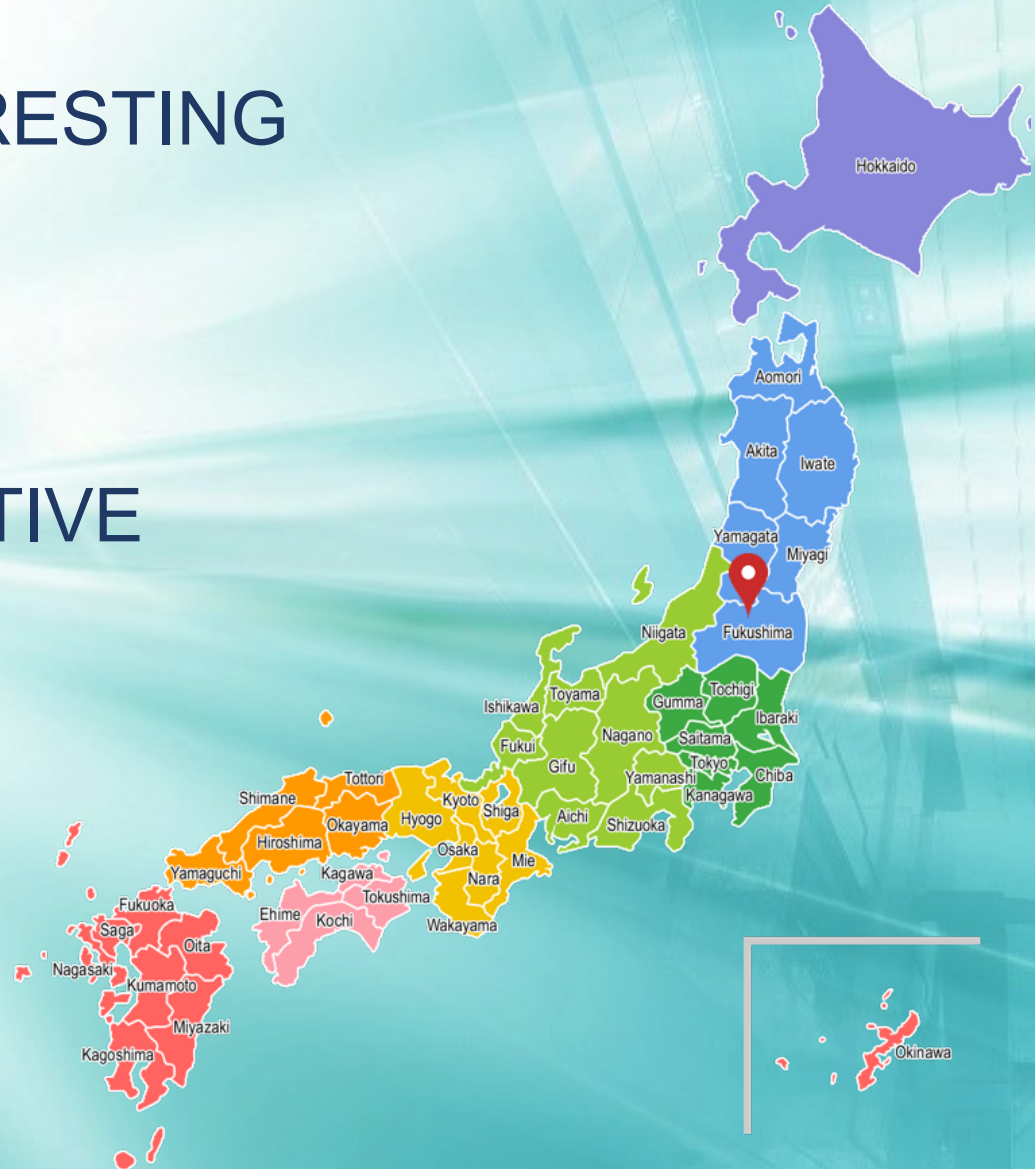 RESTING
TIVE
Hokkaido
Aomori
Akita
Iwate
Yamagata
Miyagi
Niigata
Fukushima
Ishikawa
Toyama
Gumma
Tochigi
Ibaraki
Fukui
Nagano
Saitama
Gifu
Tokyo
Yamanashi
Chiba
Kanagawa
Aichi
Shizuoka
Shimane
Tottori
Kyoto
Shiga
Hyogo
Okayama
Hiroshima
Osaka
Mie
Nara
Wakayama
Yamaguchi
Kagawa
Tokushima
Ehime
Kochi
Fukuoka
Saga
Oita
Nagasaki
Kumamoto
Miyazaki
Kagoshima
Okinawa